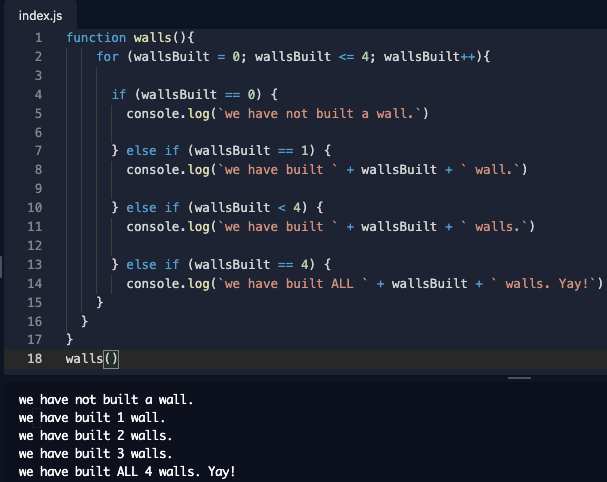 index.js
1 function walls(){
2 for (wallsBuilt = 0; wallsBuilt <= 4; wallsBuilt++){
3
4 if (wallsBuilt == 0) {
5 console.log(`we have not built a wall.`)
6
7 } else if (wallsBuilt == 1) {
8 console.log(`we have built ` + wallsBuilt + ` wall.`)
9
10 } else if (wallsBuilt < 4) {
11 console.log(`we have built ` + wallsBuilt + ` walls.`)
12
13 } else if (wallsBuilt == 4) {
14 console.log(`we have built ALL ` + wallsBuilt + ` walls. Yay!`)
15 }
16 }
17 }
18 walls()
we have not built a wall.
we have built 1 wall.
we have built 2 walls.
we have built 3 walls.
we have built ALL 4 walls. Yay!